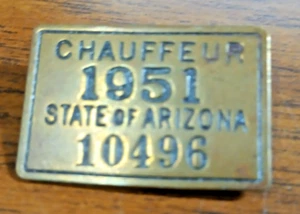 CHAUFFEUR
1951
STATE OF ARIZONA
10496